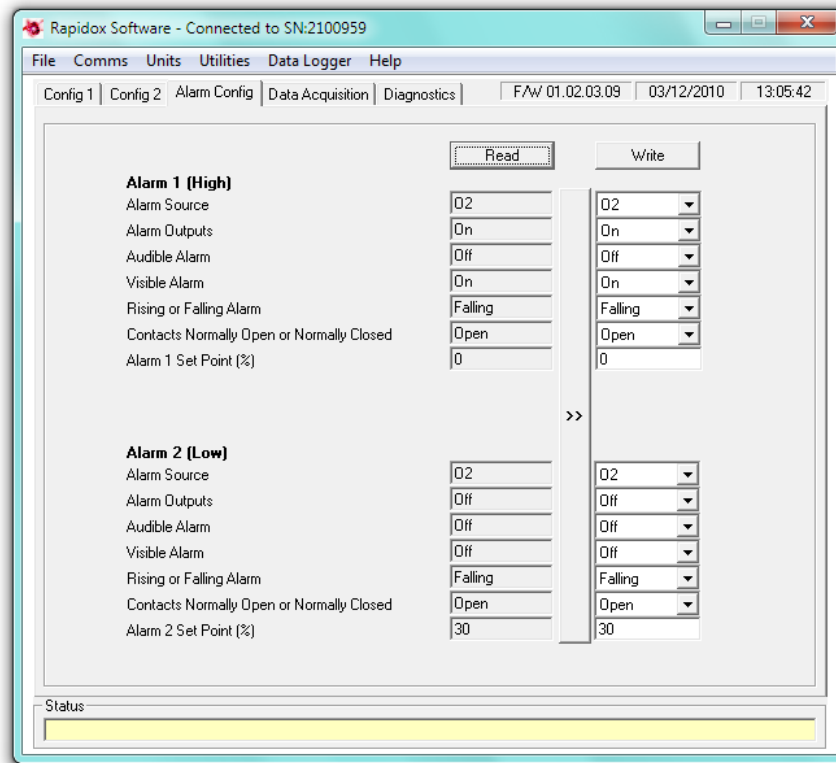 Rapidox Software - Connected to SN:2100959
File Comms Units Utilities Data Logger Help
Config 1 Config 2 Alarm Config Data Acquisition Diagnostics F/W 01.02.03.09 03/12/2010 13:05:42
Read Write
Alarm 1 (High)
Alarm Source O2 O2
Alarm Outputs On On
Audible Alarm Off Off
Visible Alarm On On
Rising or Falling Alarm Falling Falling
Contacts Normally Open or Normally Closed Open Open
Alarm 1 Set Point (%) 0 0
>>
Alarm 2 (Low)
Alarm Source O2 O2
Alarm Outputs Off Off
Audible Alarm Off Off
Visible Alarm Off Off
Rising or Falling Alarm Falling Falling
Contacts Normally Open or Normally Closed Open Open
Alarm 2 Set Point (%) 30 30
Status